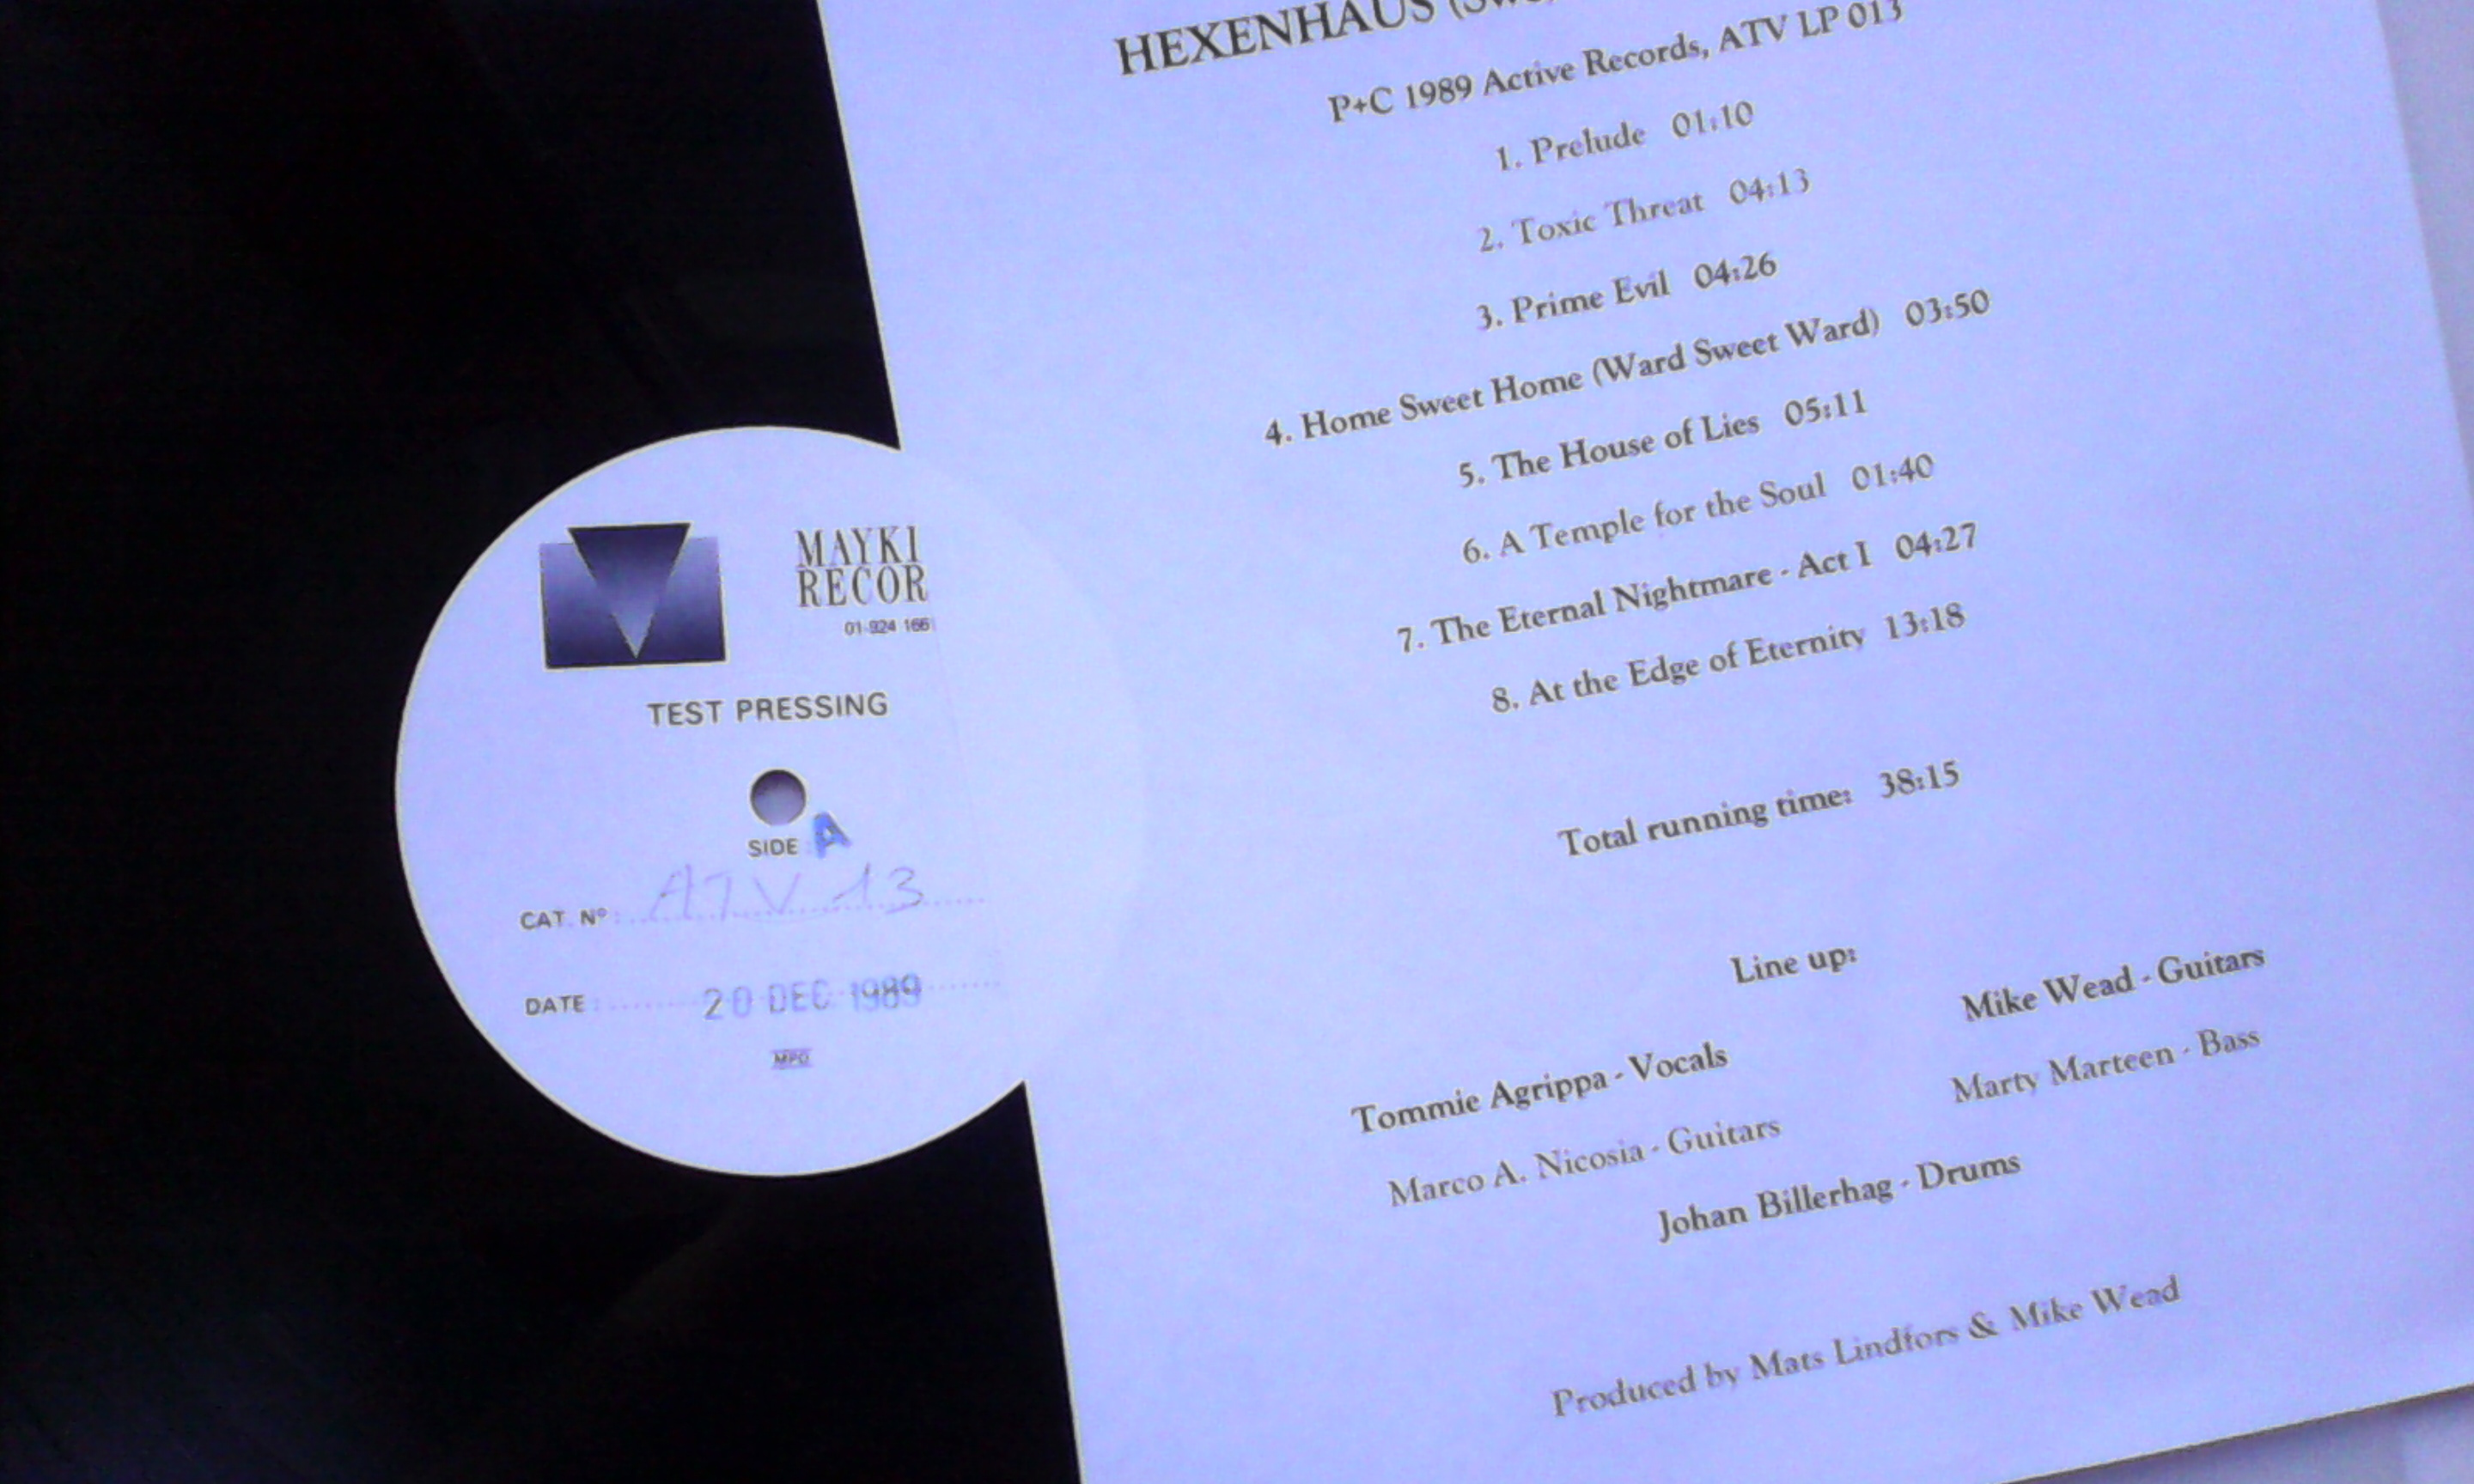 MAYKI
RECOR
01-924 166
TEST PRESSING
SIDE A
CAT. Nº: ATV 13
DATE: 20 DEC 1989
MPO
HEXENHAUS
P+C 1989 Active Records, ATV LP 013
1. Prelude 01:10
2. Toxic Threat 04:13
3. Prime Evil 04:26
4. Home Sweet Home (Ward Sweet Ward) 03:50
5. The House of Lies 05:11
6. A Temple for the Soul 01:40
7. The Eternal Nightmare - Act I 04:27
8. At the Edge of Eternity 13:18
Total running time: 38:15
Line up:
Tommie Agrippa - Vocals Mike Wead - Guitars
Marco A. Nicosia - Guitars Marty Marteen - Bass
Johan Billerhag - Drums
Produced by Mats Lindfors & Mike Wead